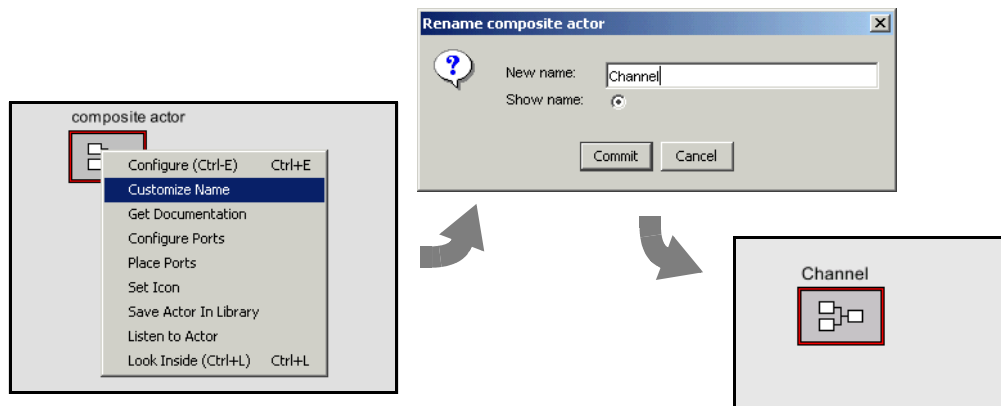 composite actor
Configure (Ctrl-E) Ctrl+E
Customize Name
Get Documentation
Configure Ports
Place Ports
Set Icon
Save Actor In Library
Listen to Actor
Look Inside (Ctrl+L) Ctrl+L
Rename composite actor
?
New name: Channel
Show name:
Commit Cancel
Channel